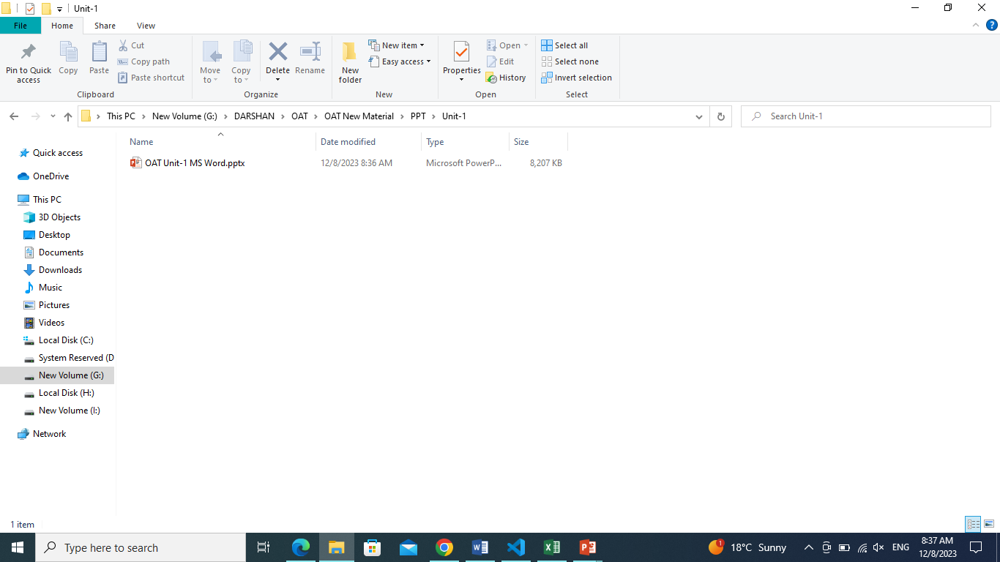 Unit-1
File Home Share View
Pin to Quick access
Copy
Paste
Cut
Copy path
Paste shortcut
Clipboard
Move to
Copy to
Delete
Rename
Organize
New folder
New item
Easy access
New
Properties
Open
Edit
History
Open
Select all
Select none
Invert selection
Select
This PC > New Volume (G:) > DARSHAN > OAT > OAT New Material > PPT > Unit-1
Search Unit-1
Name Date modified Type Size
OAT Unit-1 MS Word.pptx 12/8/2023 8:36 AM Microsoft PowerP... 8,207 KB
Quick access
OneDrive
This PC
3D Objects
Desktop
Documents
Downloads
Music
Pictures
Videos
Local Disk (C:)
System Reserved (D
New Volume (G:)
Local Disk (H:)
New Volume (I:)
Network
1 item
Type here to search
1
18°C Sunny
ENG
8:37 AM
12/8/2023